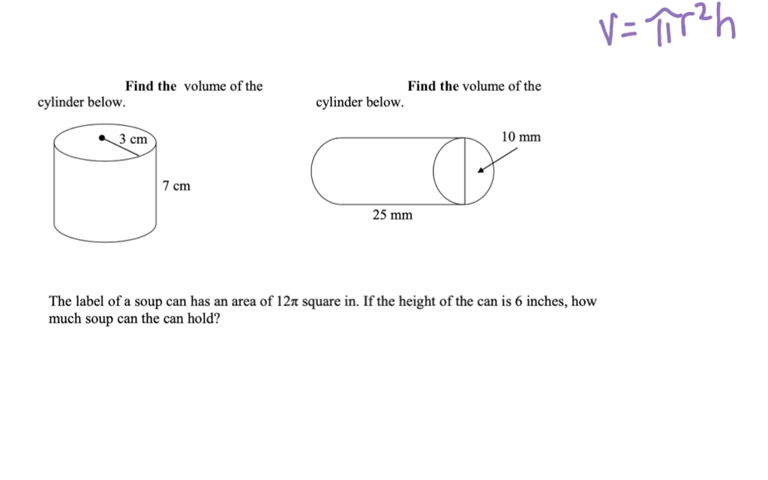 V = πr²h
Find the volume of the
cylinder below.
3 cm
7 cm
Find the volume of the
cylinder below.
10 mm
25 mm
The label of a soup can has an area of 12π square in. If the height of the can is 6 inches, how
much soup can the can hold?